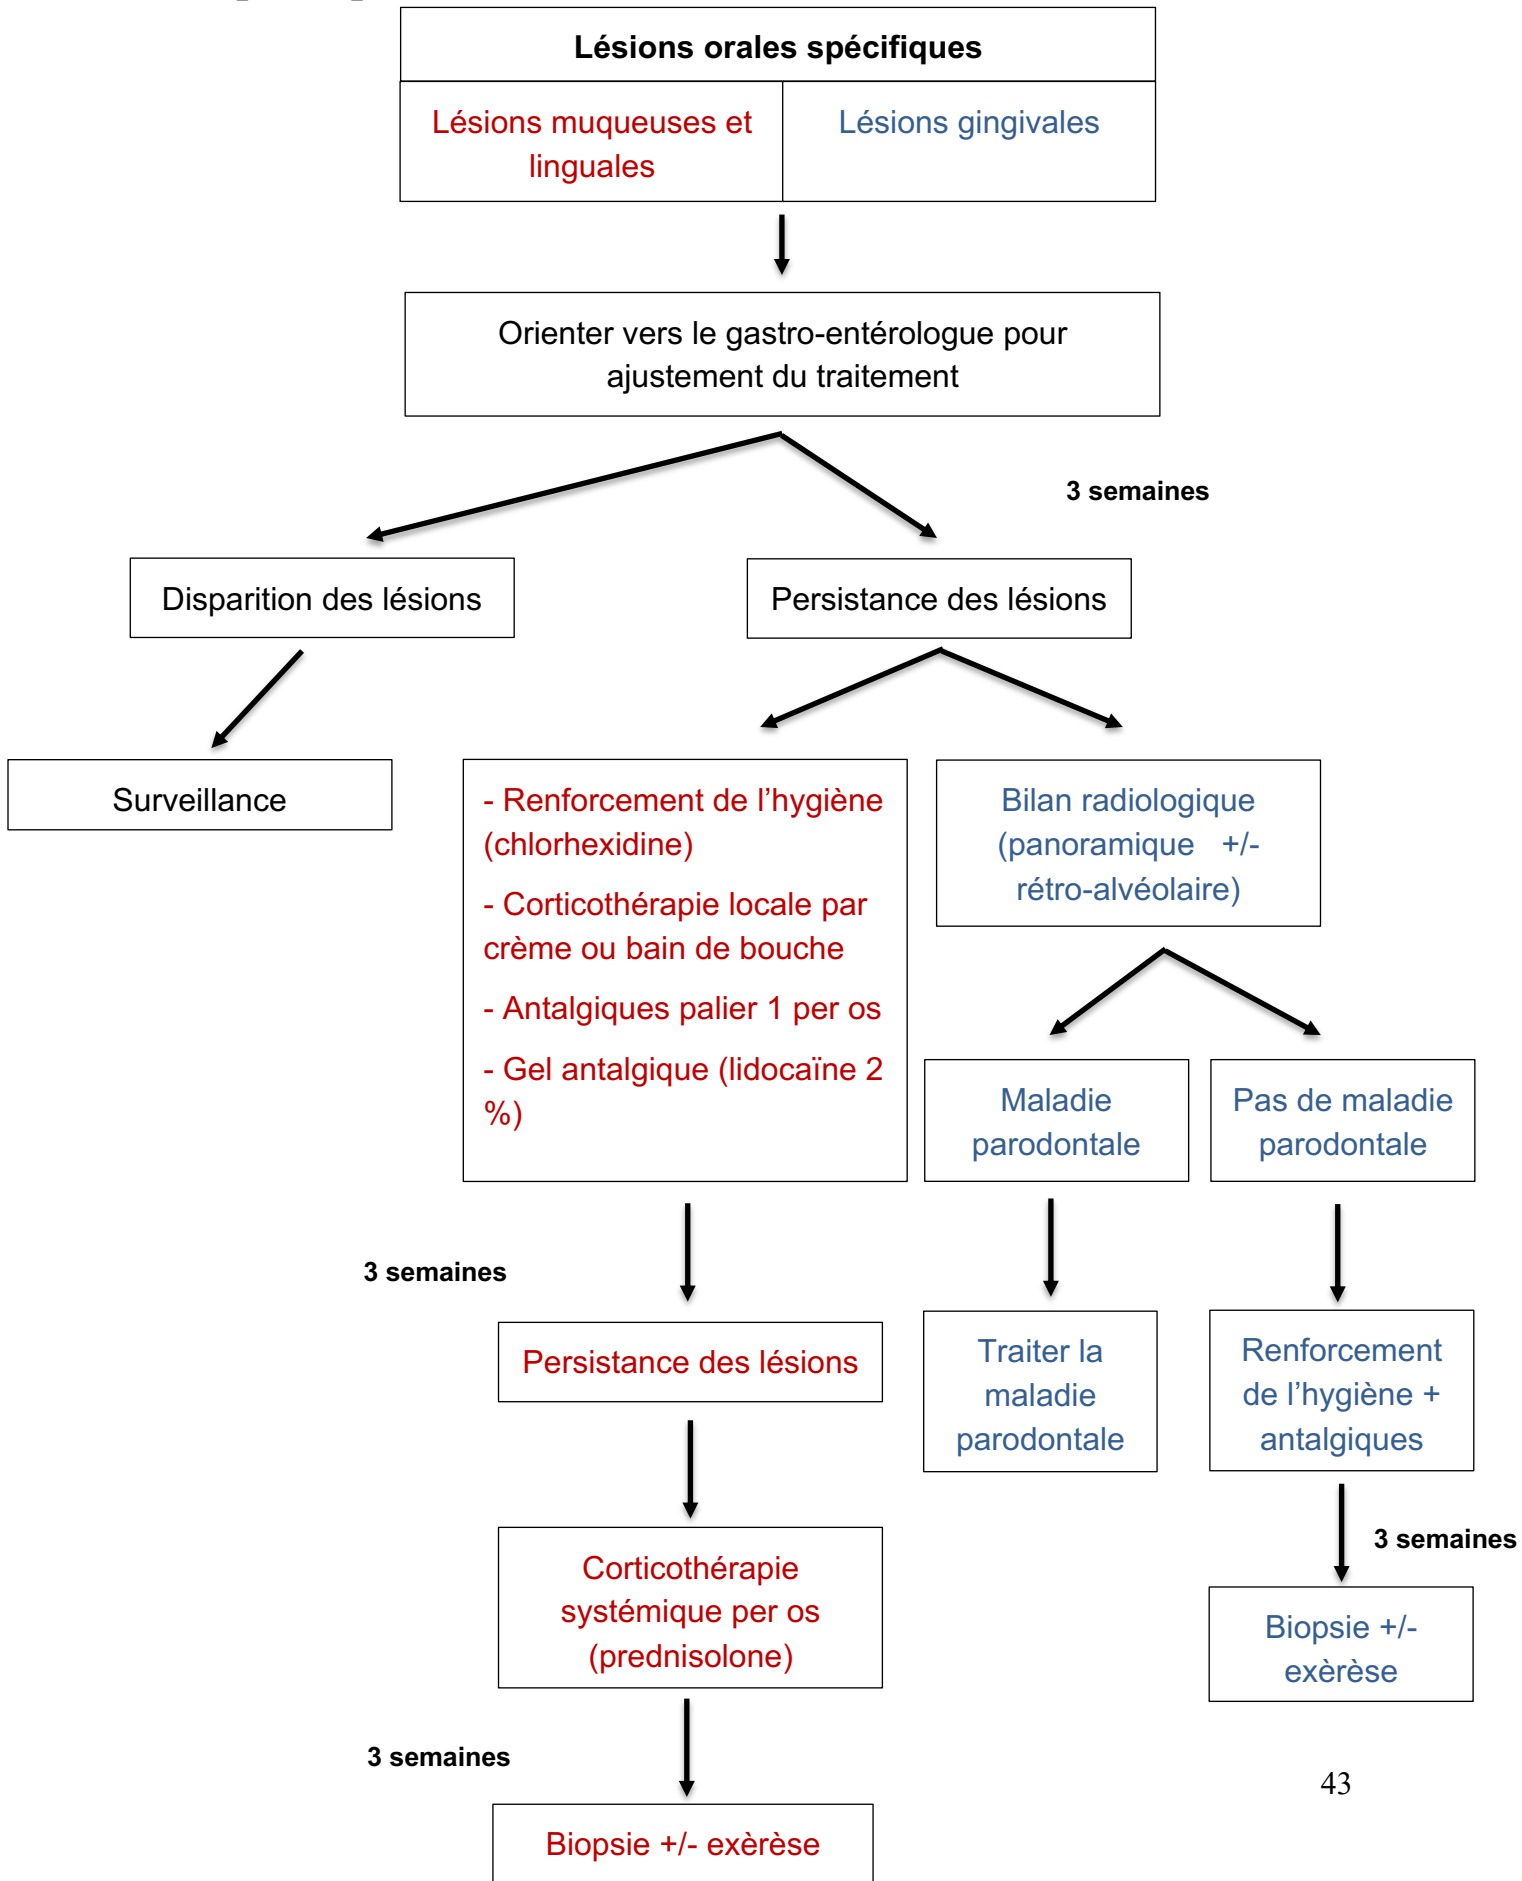 Lésions orales spécifiques
Lésions muqueuses et
linguales
Lésions gingivales
Orienter vers le gastro-entérologue pour
ajustement du traitement
3 semaines
Disparition des lésions
Persistance des lésions
Surveillance
- Renforcement de l’hygiène
(chlorhexidine)
- Corticothérapie locale par
crème ou bain de bouche
- Antalgiques palier 1 per os
- Gel antalgique (lidocaïne 2
%)
Bilan radiologique
(panoramique +/-
rétro-alvéolaire)
Maladie
parodontale
Pas de maladie
parodontale
3 semaines
Persistance des lésions
Traiter la
maladie
parodontale
Renforcement
de l’hygiène +
antalgiques
3 semaines
Corticothérapie
systémique per os
(prednisolone)
Biopsie +/-
exèrèse
3 semaines
43
Biopsie +/- exèrèse